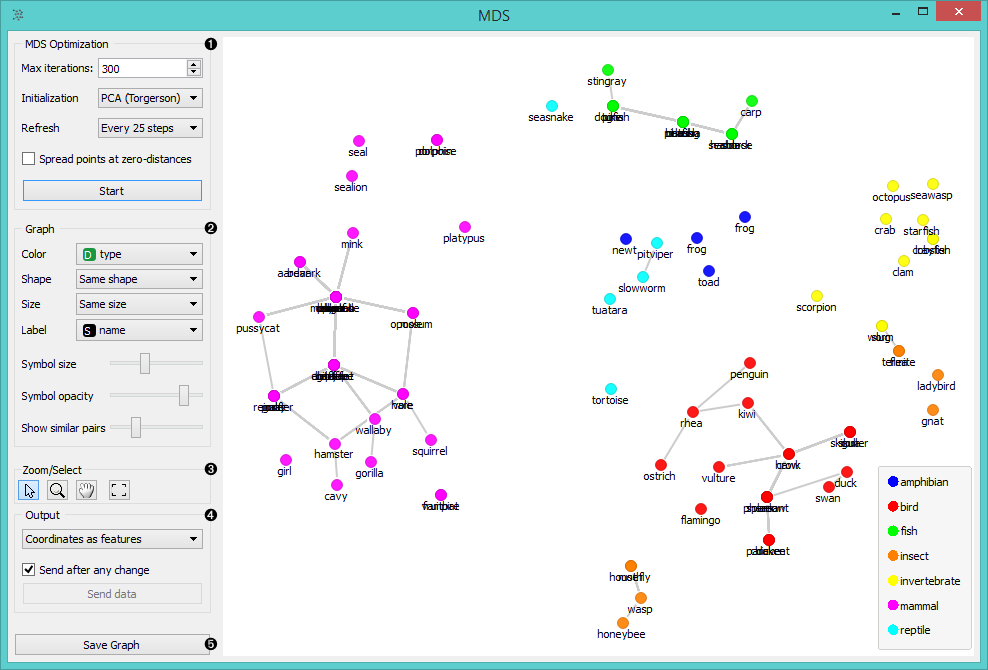 MDS
MDS Optimization
1
Max iterations: 300
Initialization PCA (Torgerson)
Refresh Every 25 steps
Spread points at zero-distances
Start
Graph
2
Color D type
Shape Same shape
Size Same size
Label S name
Symbol size
Symbol opacity
Show similar pairs
Zoom/Select
3
Output
4
Coordinates as features
Send after any change
Send data
Save Graph
5
stingray
seasnake
carp
seal
sealion
octopus
seawasp
crab
starfish
clam
mink
platypus
newt
pitviper
frog
frog
toad
slowworm
tuatara
scorpion
pussycat
opossum
penguin
ladybird
gnat
tortoise
rhea
kiwi
wallaby
hamster
squirrel
girl
gorilla
cavy
ostrich
vulture
duck
swan
flamingo
wasp
honeybee
amphibian
bird
fish
insect
invertebrate
mammal
reptile